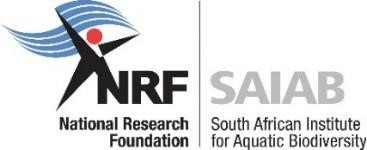 NRF
National Research
Foundation
SAIAB
South African Institute
for Aquatic Biodiversity